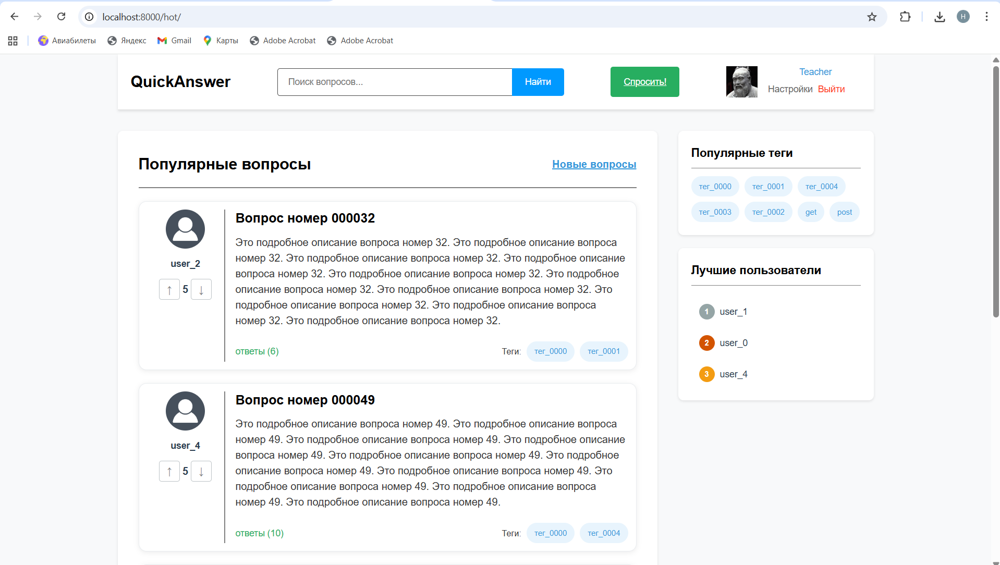 localhost:8000/hot/
H
Авиабилеты
Яндекс
Gmail
Карты
Adobe Acrobat
Adobe Acrobat
QuickAnswer
Поиск вопросов...
Найти
Спросить!
Teacher
Настройки Выйти
Популярные вопросы
Новые вопросы
Вопрос номер 000032
Это подробное описание вопроса номер 32. Это подробное описание вопроса
номер 32. Это подробное описание вопроса номер 32. Это подробное описание
вопроса номер 32. Это подробное описание вопроса номер 32. Это подробное
описание вопроса номер 32. Это подробное описание вопроса номер 32. Это
подробное описание вопроса номер 32. Это подробное описание вопроса
номер 32. Это подробное описание вопроса номер 32.
user_2
↑ 5 ↓
ответы (6)
Теги: тег_0000 тег_0001
Вопрос номер 000049
Это подробное описание вопроса номер 49. Это подробное описание вопроса
номер 49. Это подробное описание вопроса номер 49. Это подробное описание
вопроса номер 49. Это подробное описание вопроса номер 49. Это подробное
описание вопроса номер 49. Это подробное описание вопроса номер 49. Это
подробное описание вопроса номер 49. Это подробное описание вопроса
номер 49. Это подробное описание вопроса номер 49.
user_4
↑ 5 ↓
ответы (10)
Теги: тег_0000 тег_0004
Популярные теги
тег_0000 тег_0001 тег_0004
тег_0003 тег_0002 get post
Лучшие пользователи
1 user_1
2 user_0
3 user_4